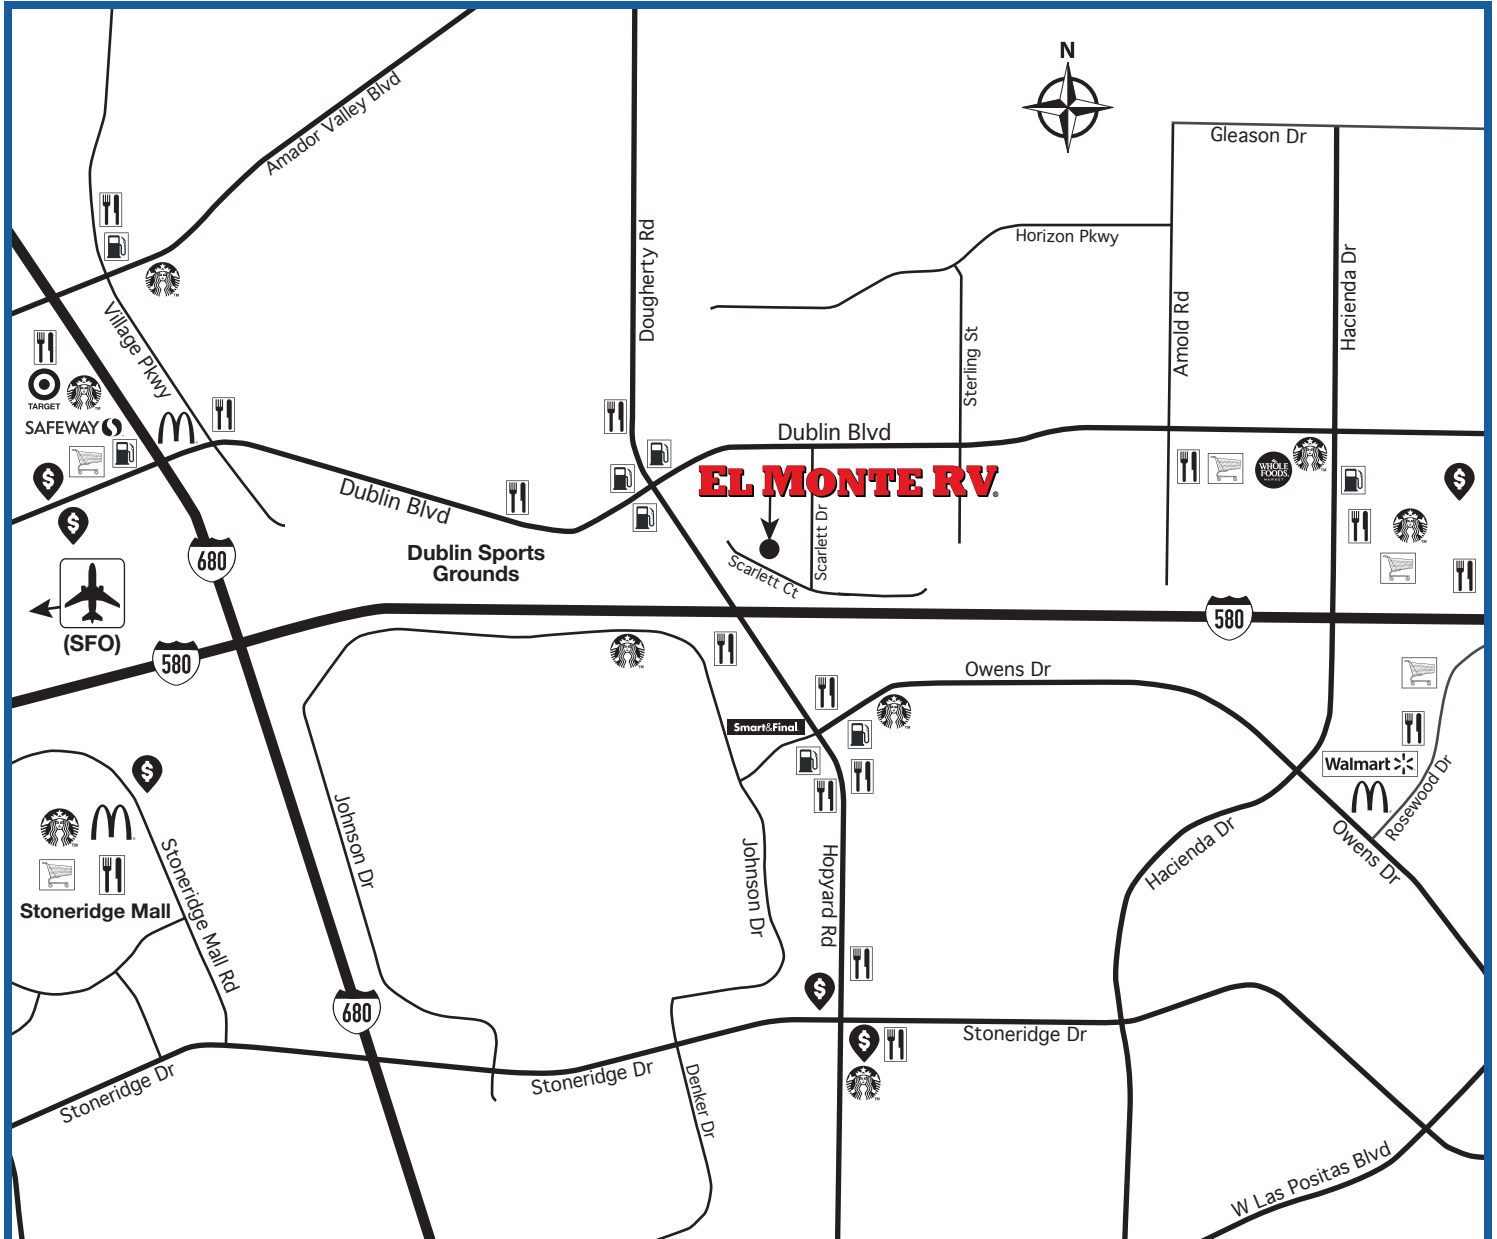 N
Gleason Dr
Amador Valley Blvd
Horizon Pkwy
Dougherty Rd
Hacienda Dr
Arnold Rd
Village Pkwy
Sterling St
TARGET
SAFEWAY
Dublin Blvd
EL MONTE RV
WHOLE
FOODS
MARKET
Dublin Blvd
Scarlett Dr
Dublin Sports
Grounds
680
Scarlett Ct
580
(SFO)
580
Owens Dr
Smart&Final
Walmart
Rosewood Dr
Johnson Dr
Stoneridge Mall Rd
Johnson Dr
Hopyard Rd
Hacienda Dr
Owens Dr
Stoneridge Mall
680
Stoneridge Dr
Stoneridge Dr
Stoneridge Dr
Denker Dr
W Las Positas Blvd